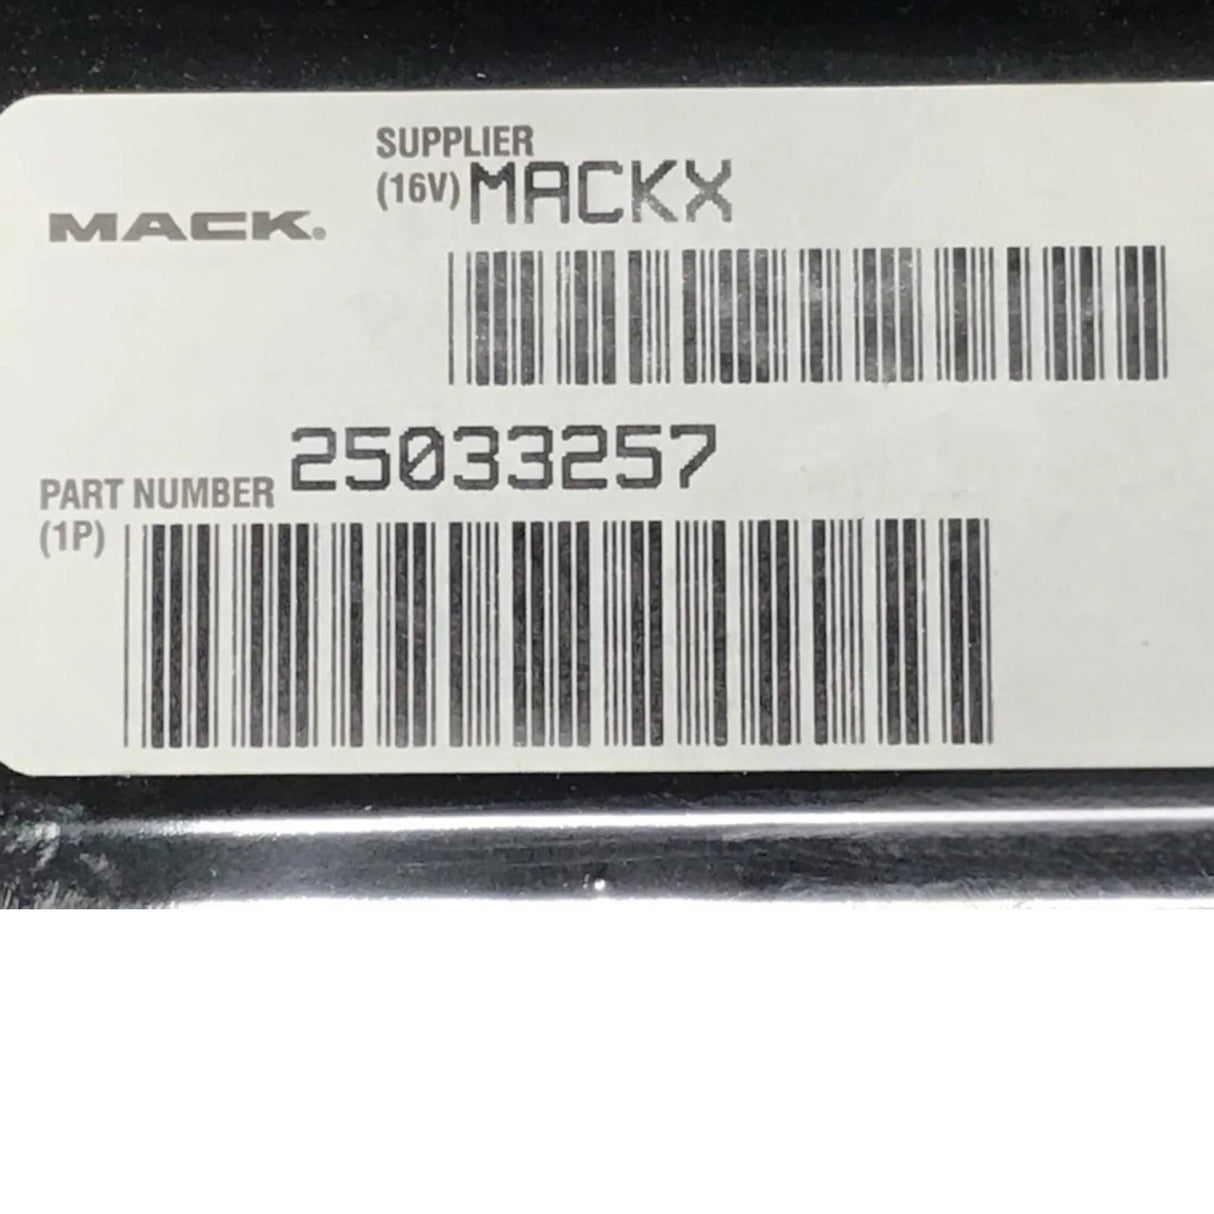 SUPPLIER
(16V) MACKX
MACK®
25033257
PART NUMBER
(1P)